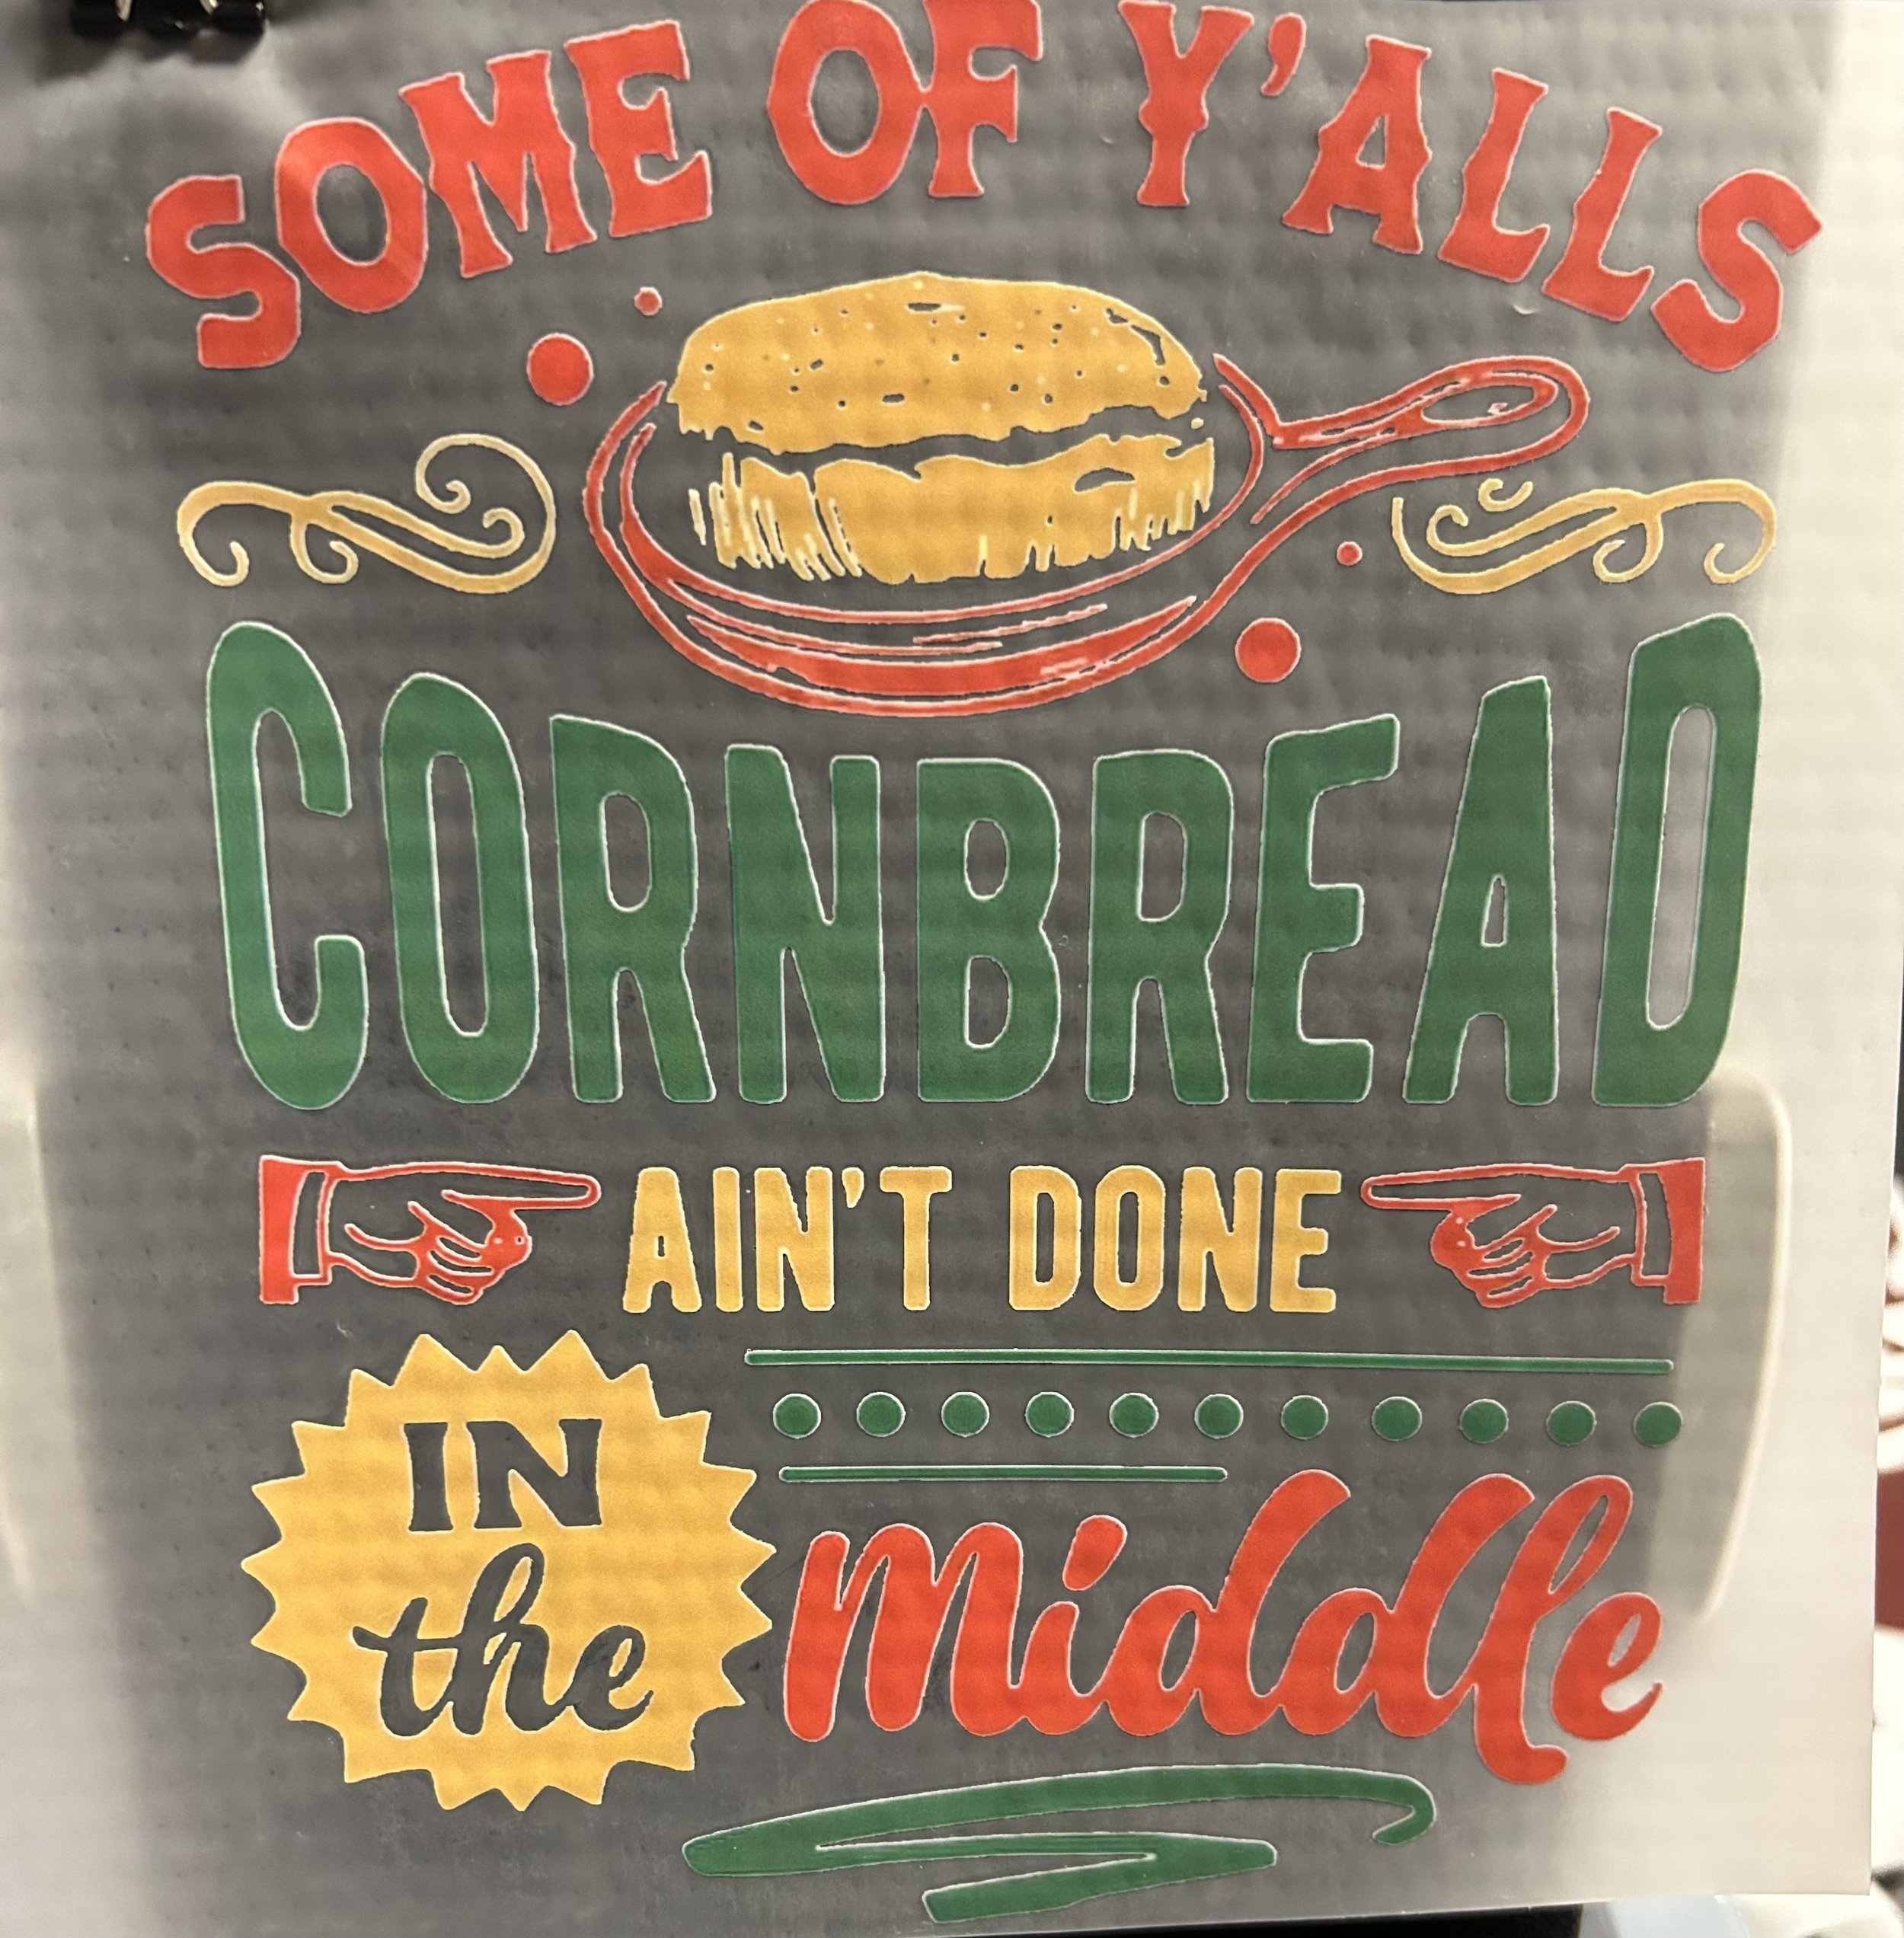 SOME OF Y'ALLS
CORNBREAD
AIN'T DONE
IN
the
Middle